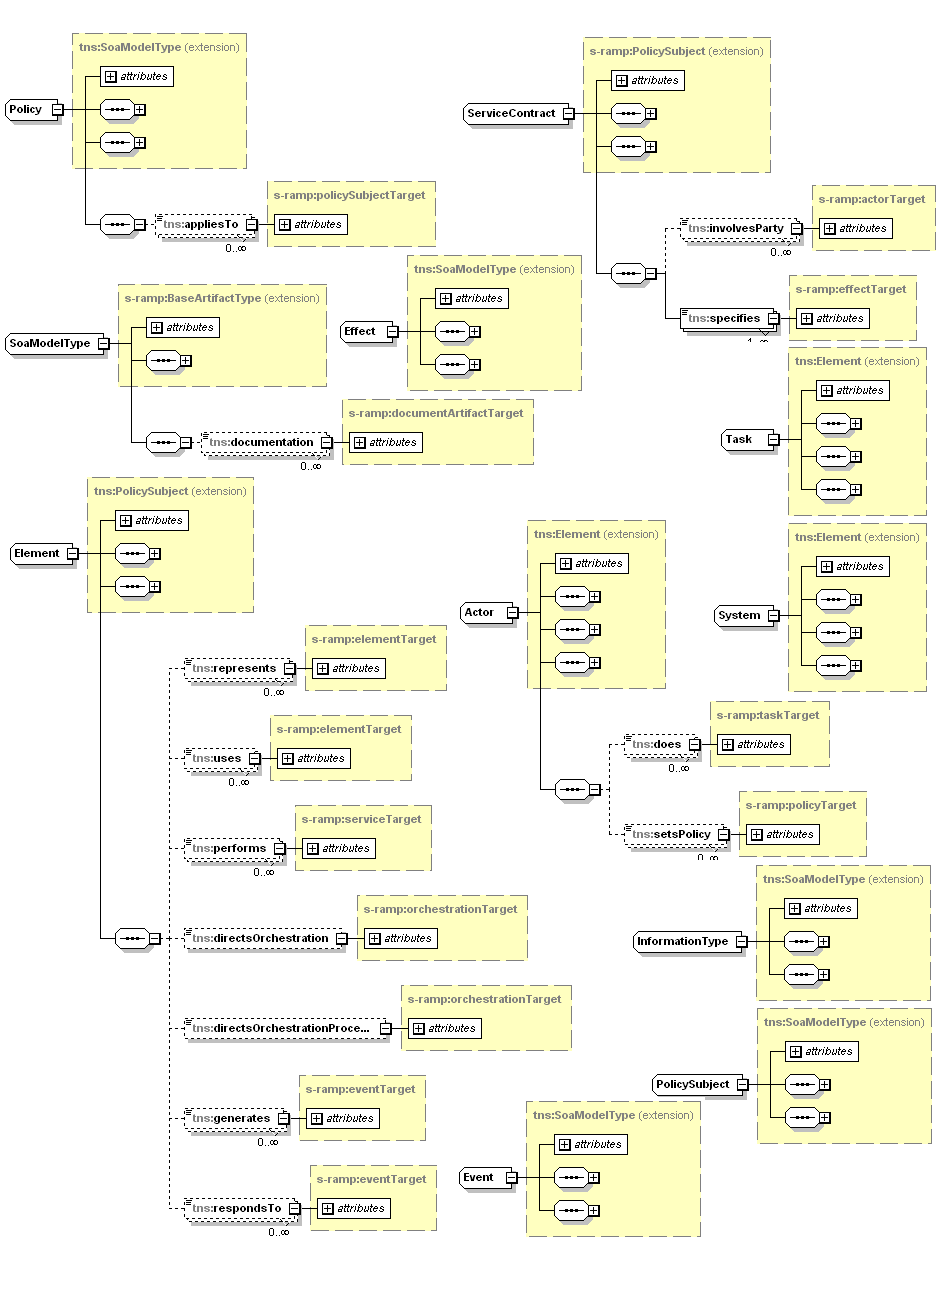 tns:SoaModelType (extension)
attributes
Policy
s-ramp:policySubjectTarget
tns:appliesTo
attributes
0..∞
s-ramp:PolicySubject (extension)
attributes
ServiceContract
s-ramp:actorTarget
tns:involvesParty
attributes
0..∞
s-ramp:effectTarget
tns:specifies
attributes
1..∞
s-ramp:BaseArtifactType (extension)
attributes
SoaModelType
s-ramp:documentArtifactTarget
tns:documentation
attributes
0..∞
tns:SoaModelType (extension)
attributes
Effect
tns:Element (extension)
attributes
Task
tns:PolicySubject (extension)
attributes
Element
s-ramp:elementTarget
tns:represents
attributes
0..∞
s-ramp:elementTarget
tns:uses
attributes
0..∞
s-ramp:serviceTarget
tns:performs
attributes
0..∞
s-ramp:orchestrationTarget
tns:directsOrchestration
attributes
s-ramp:orchestrationTarget
tns:directsOrchestrationProce...
attributes
s-ramp:eventTarget
tns:generates
attributes
0..∞
s-ramp:eventTarget
tns:respondsTo
attributes
0..∞
tns:Element (extension)
attributes
Actor
s-ramp:taskTarget
tns:does
attributes
0..∞
s-ramp:policyTarget
tns:setsPolicy
attributes
0..∞
tns:Element (extension)
attributes
System
tns:SoaModelType (extension)
attributes
InformationType
tns:SoaModelType (extension)
attributes
PolicySubject
tns:SoaModelType (extension)
attributes
Event